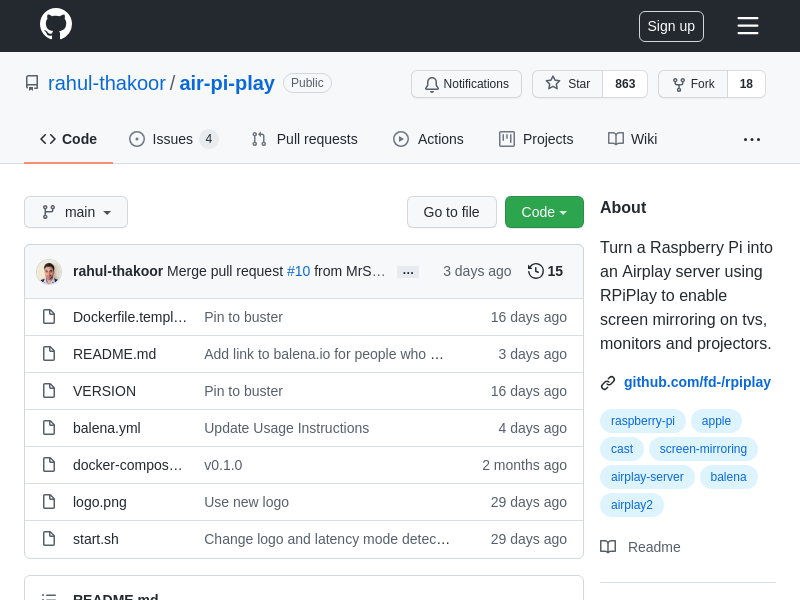 Sign up
rahul-thakoor / air-pi-play Public
Notifications Star 863 Fork 18
Code Issues 4 Pull requests Actions Projects Wiki ...
main Go to file Code
rahul-thakoor Merge pull request #10 from MrS… ... 3 days ago 15
Dockerfile.templ… Pin to buster 16 days ago
README.md Add link to balena.io for people who … 3 days ago
VERSION Pin to buster 16 days ago
balena.yml Update Usage Instructions 4 days ago
docker-compos… v0.1.0 2 months ago
logo.png Use new logo 29 days ago
start.sh Change logo and latency mode detec… 29 days ago
README.md
About
Turn a Raspberry Pi into
an Airplay server using
RPiPlay to enable
screen mirroring on tvs,
monitors and projectors.
github.com/fd-/rpiplay
raspberry-pi apple
cast screen-mirroring
airplay-server balena
airplay2
Readme